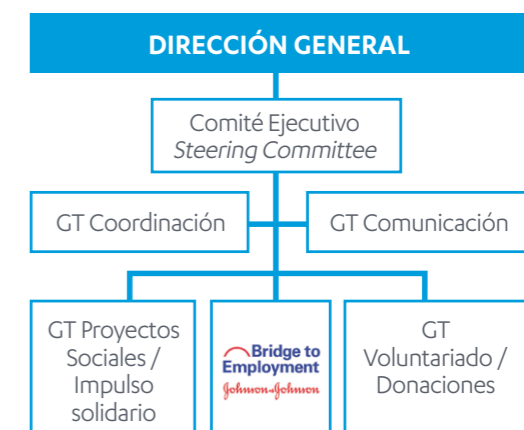 DIRECCIÓN GENERAL
Comité Ejecutivo
Steering Committee
GT Coordinación
GT Comunicación
GT Proyectos
Sociales /
Impulso
solidario
Bridge to
Employment
Johnson & Johnson
GT
Voluntariado /
Donaciones